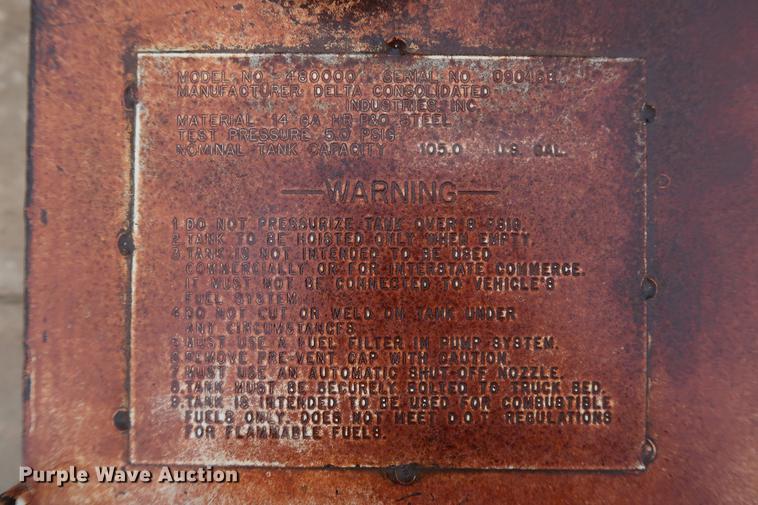 MODEL NO. 480000 SERIAL NO.
MANUFACTURER DELTA CONSOLIDATED
INDUSTRIES, INC.
MATERIAL 14 GA HR P&O STEEL
TEST PRESSURE 5.0 PSIG
NOMINAL TANK CAPACITY 105.0 U.S. GAL.
WARNING
1. DO NOT PRESSURIZE TANK OVER PSIG.
2. TANK TO BE HOISTED ONLY WHEN EMPTY.
3. TANK IS NOT INTENDED TO BE USED
COMMERCIALLY OR FOR INTERSTATE COMMERCE.
IT MUST NOT BE CONNECTED TO VEHICLE'S
FUEL SYSTEM.
4. DO NOT CUT OR WELD ON TANK UNDER
ANY CIRCUMSTANCES.
5. MUST USE A FUEL FILTER IN PUMP SYSTEM.
6. REMOVE PRE-VENT CAP WITH CAUTION.
7. MUST USE AN AUTOMATIC SHUT-OFF NOZZLE.
8. TANK MUST BE SECURELY BOLTED TO TRUCK BED.
9. TANK IS INTENDED TO BE USED FOR COMBUSTIBLE
FUELS ONLY. DOES NOT MEET D.O.T. REGULATIONS
FOR FLAMMABLE FUELS.
Purple Wave Auction